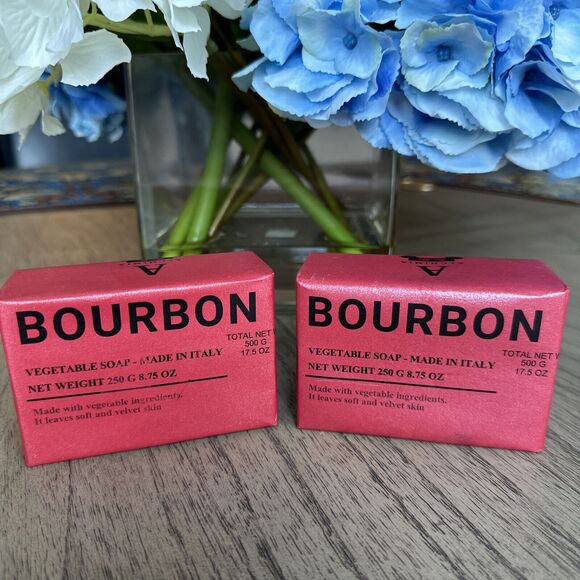 BOURBON
VEGETABLE SOAP - MADE IN ITALY
NET WEIGHT 250 G 8.75 OZ
TOTAL NET
500 G
17.5 OZ
Made with vegetable ingredients.
It leaves soft and velvet skin
BOURBON
VEGETABLE SOAP - MADE IN ITALY
NET WEIGHT 250 G 8.75 OZ
TOTAL NET W
500 G
17.5 OZ
Made with vegetable ingredients.
It leaves soft and velvet skin